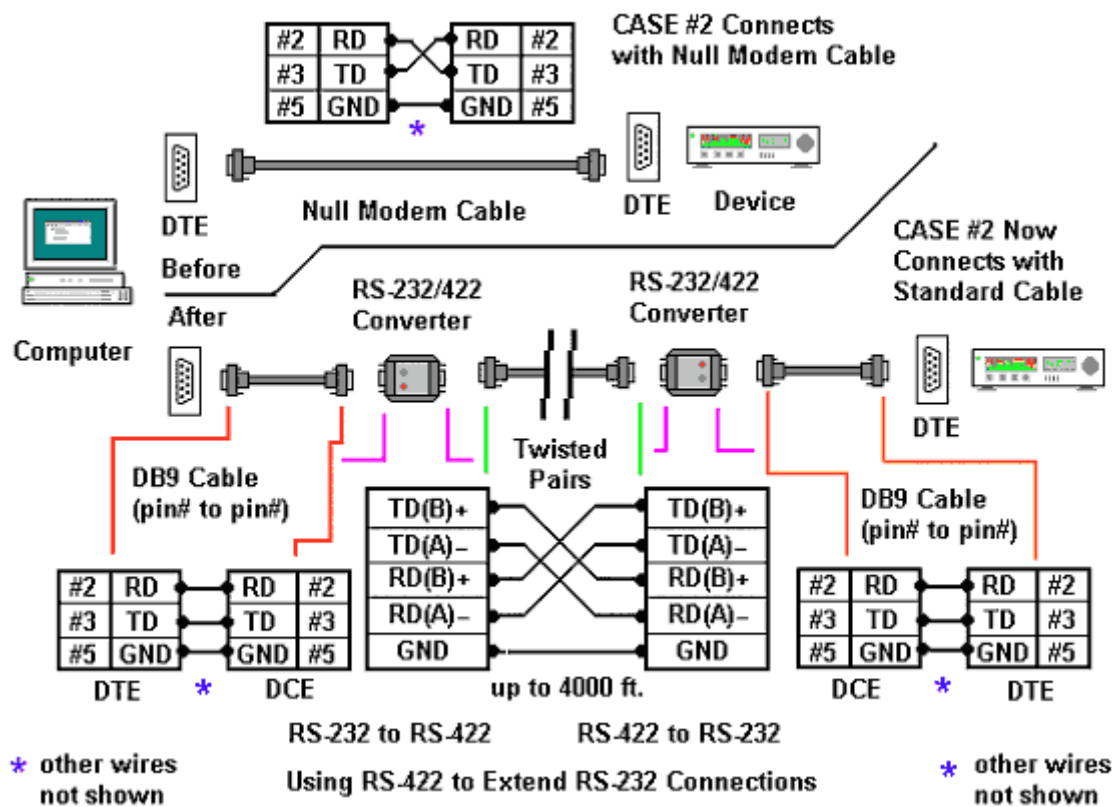 #2 RD RD #2
#3 TD TD #3
#5 GND GND #5
*
CASE #2 Connects
with Null Modem Cable
DTE
Null Modem Cable
DTE
Device
Before
After
Computer
CASE #2 Now
Connects with
Standard Cable
RS-232/422
Converter
RS-232/422
Converter
DTE
Twisted
Pairs
DB9 Cable
(pin# to pin#)
DB9 Cable
(pin# to pin#)
TD(B)+ TD(B)+
TD(A)− TD(A)−
RD(B)+ RD(B)+
RD(A)− RD(A)−
GND GND
#2 RD RD #2
#3 TD TD #3
#5 GND GND #5
DTE * DCE
up to 4000 ft.
#2 RD RD #2
#3 TD TD #3
#5 GND GND #5
DCE * DTE
RS-232 to RS-422
RS-422 to RS-232
Using RS-422 to Extend RS-232 Connections
* other wires
not shown
* other wires
not shown